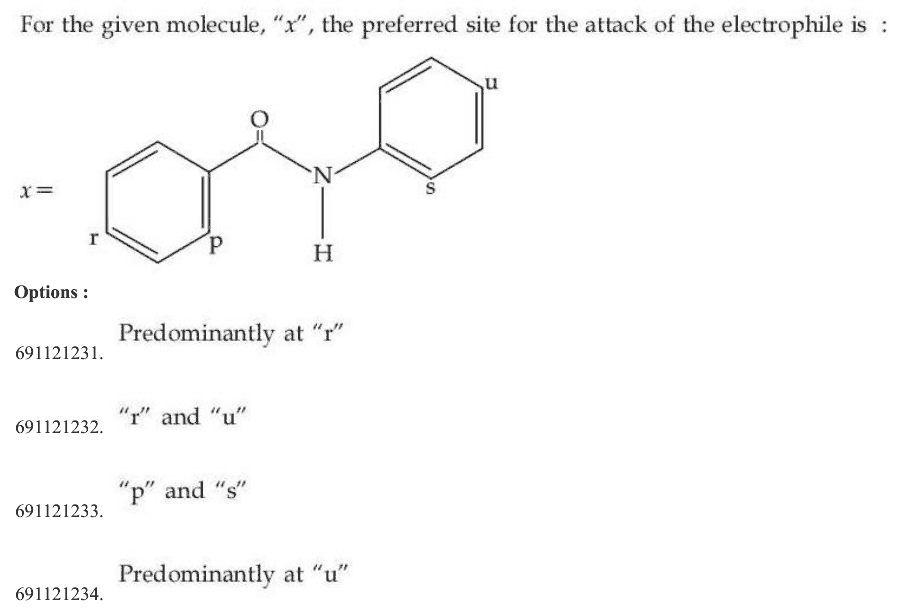 For the given molecule, “x”, the preferred site for the attack of the electrophile is :
O
u
x=
N
s
r
p
H
Options :
Predominantly at “r”
691121231.
“r” and “u”
691121232.
“p” and “s”
691121233.
Predominantly at “u”
691121234.